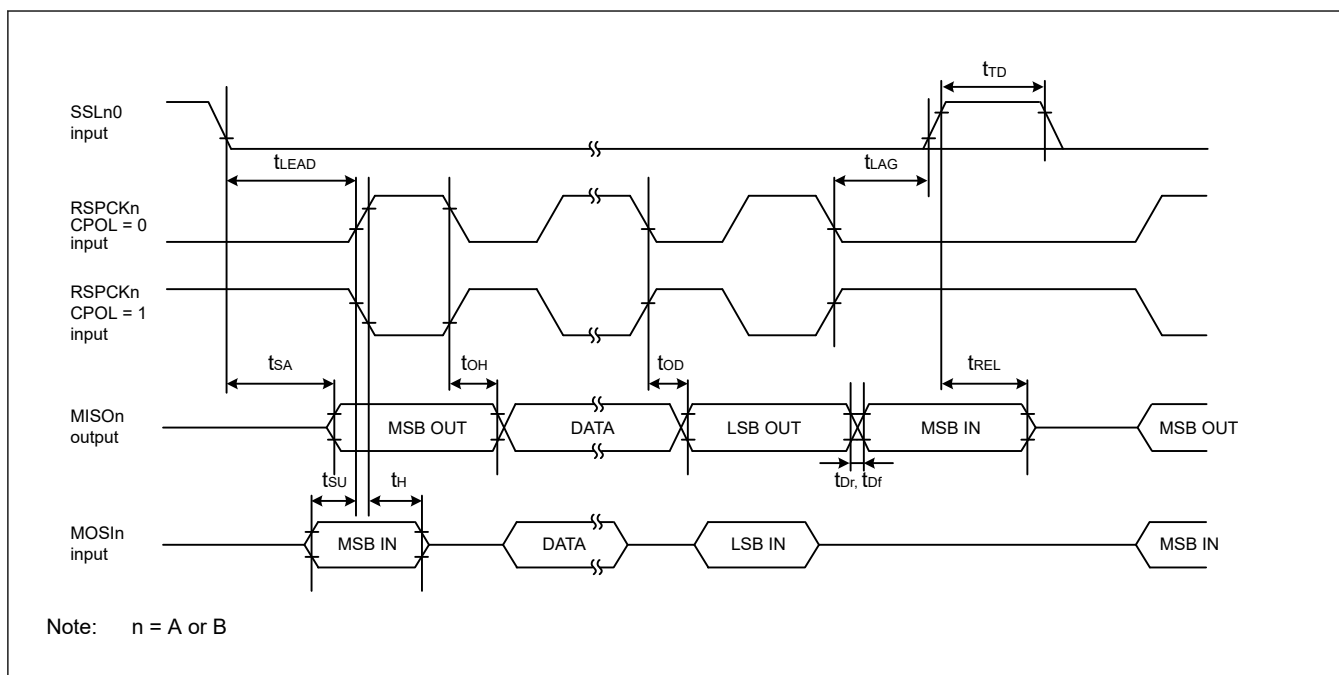 tTD
SSLn0
input
tLEAD
tLAG
RSPCKn
CPOL = 0
input
RSPCKn
CPOL = 1
input
tSA
tOH
tOD
tREL
MISOn
output
MSB OUT
DATA
LSB OUT
MSB IN
MSB OUT
tSU
tH
tDr, tDf
MOSIn
input
MSB IN
DATA
LSB IN
MSB IN
Note: n = A or B